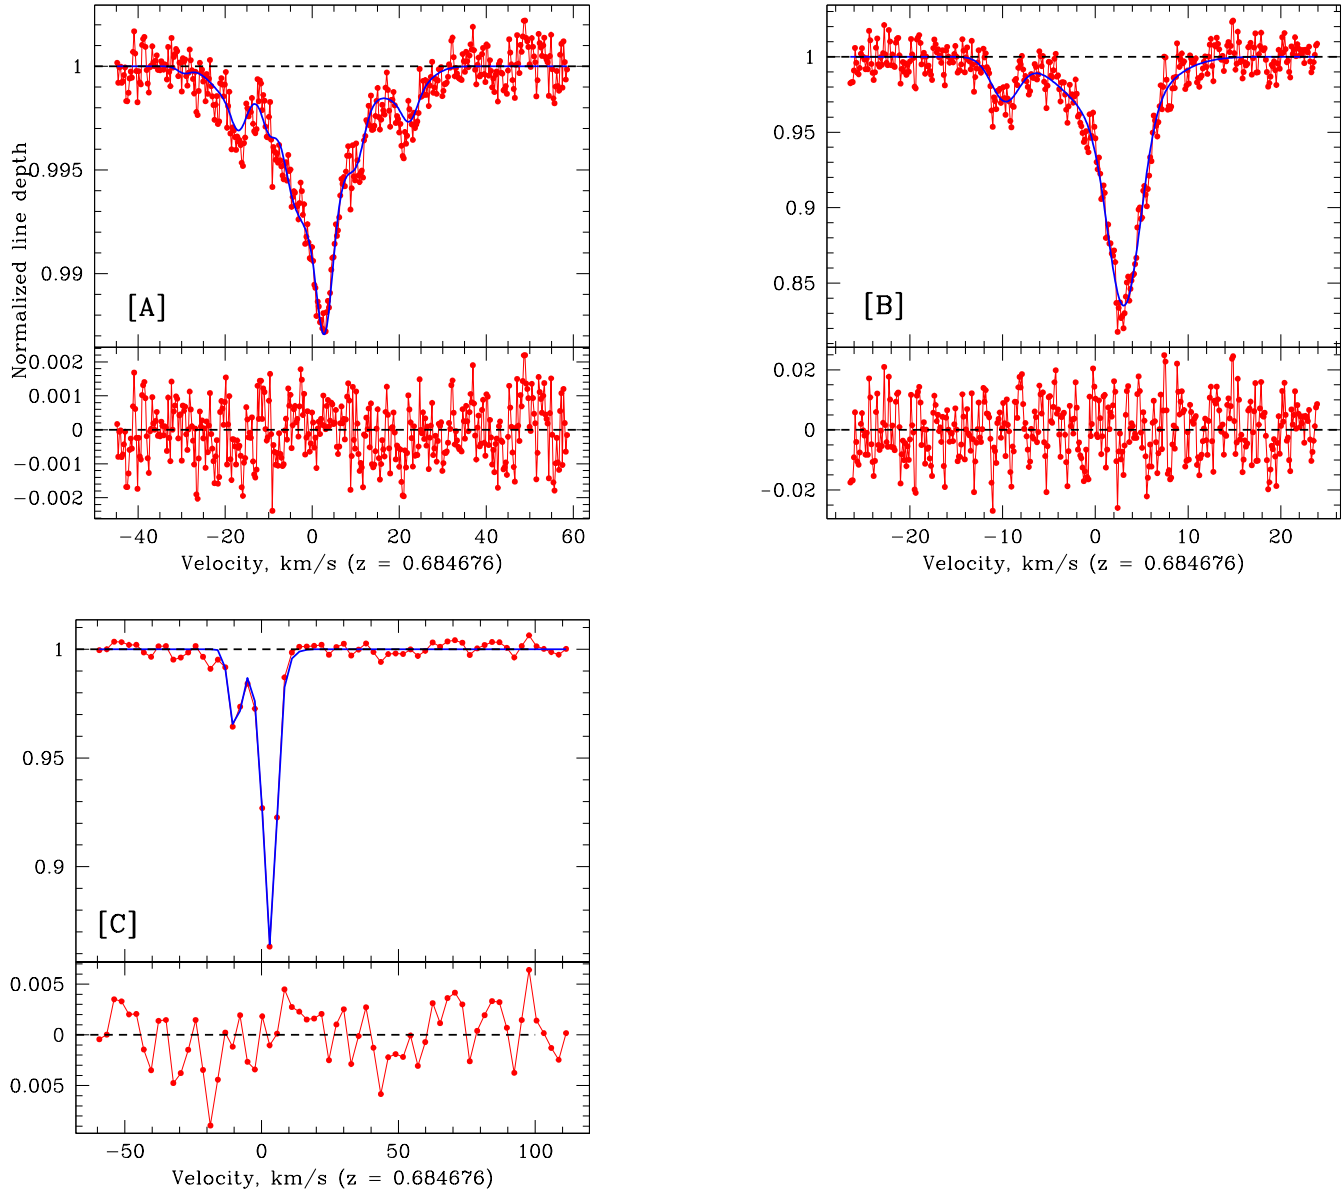 Normalized line depth
1
0.995
0.99
[A]
0.002
0.001
0
−0.001
−0.002
−40 −20 0 20 40 60
Velocity, km/s (z = 0.684676)
1
0.95
0.9
0.85
[B]
0.02
0
−0.02
−20 −10 0 10 20
Velocity, km/s (z = 0.684676)
1
0.95
0.9
[C]
0.005
0
0.005
−50 0 50 100
Velocity, km/s (z = 0.684676)